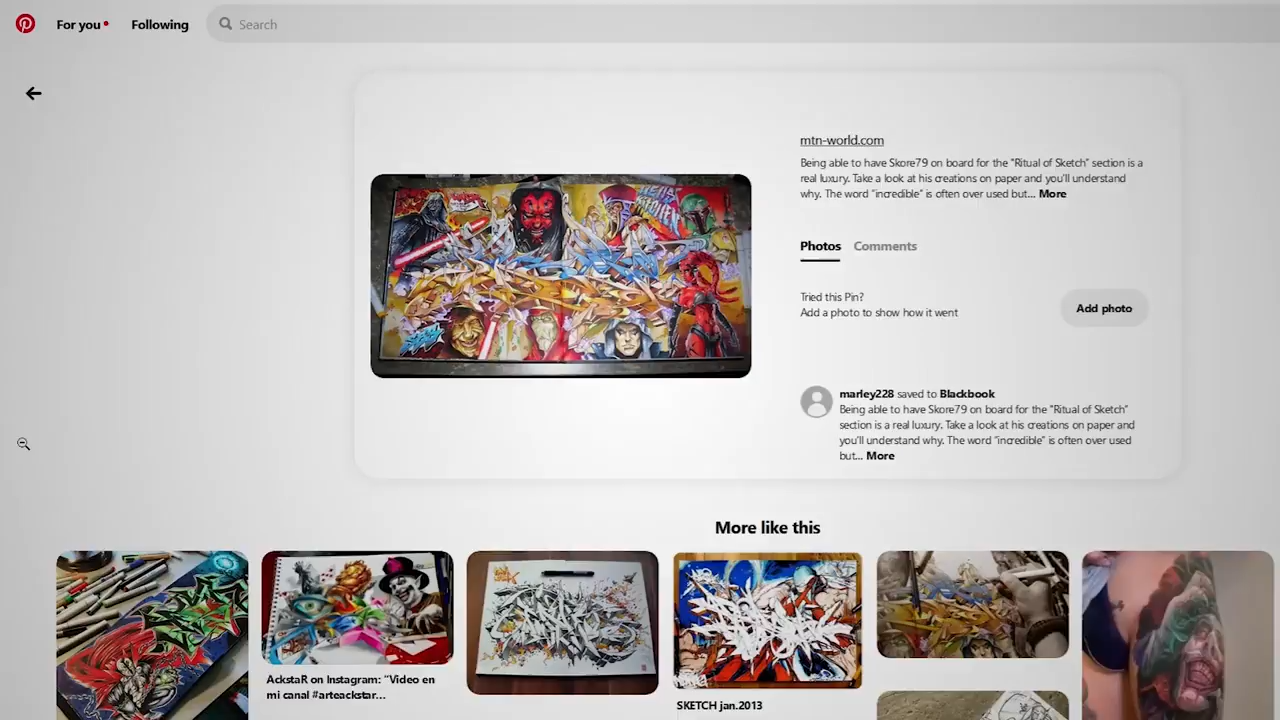 For you
Following
Search
mtn-world.com
Being able to have Skore79 on board for the "Ritual of Sketch" section is a
real luxury. Take a look at his creations on paper and you'll understand
why. The word "incredible" is often over used but... More
Photos
Comments
Tried this Pin?
Add a photo to show how it went
Add photo
marley228 saved to Blackbook
Being able to have Skore79 on board for the "Ritual of Sketch"
section is a real luxury. Take a look at his creations on paper and
you'll understand why. The word "incredible" is often over used
but... More
More like this
AckstaR on Instagram: "Video en
mi canal #arteackstar...
SKETCH jan.2013